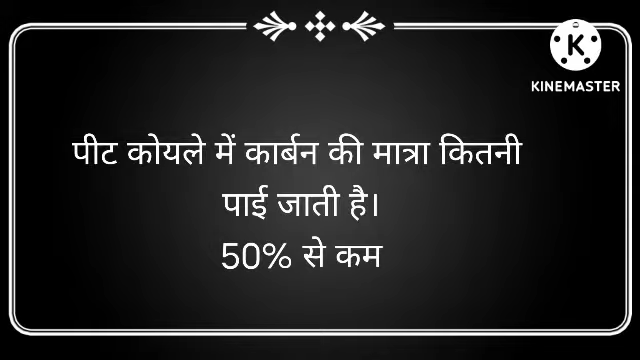 K
KINEMASTER
पीट कोयले में कार्बन की मात्रा कितनी
पाई जाती है।
50% से कम